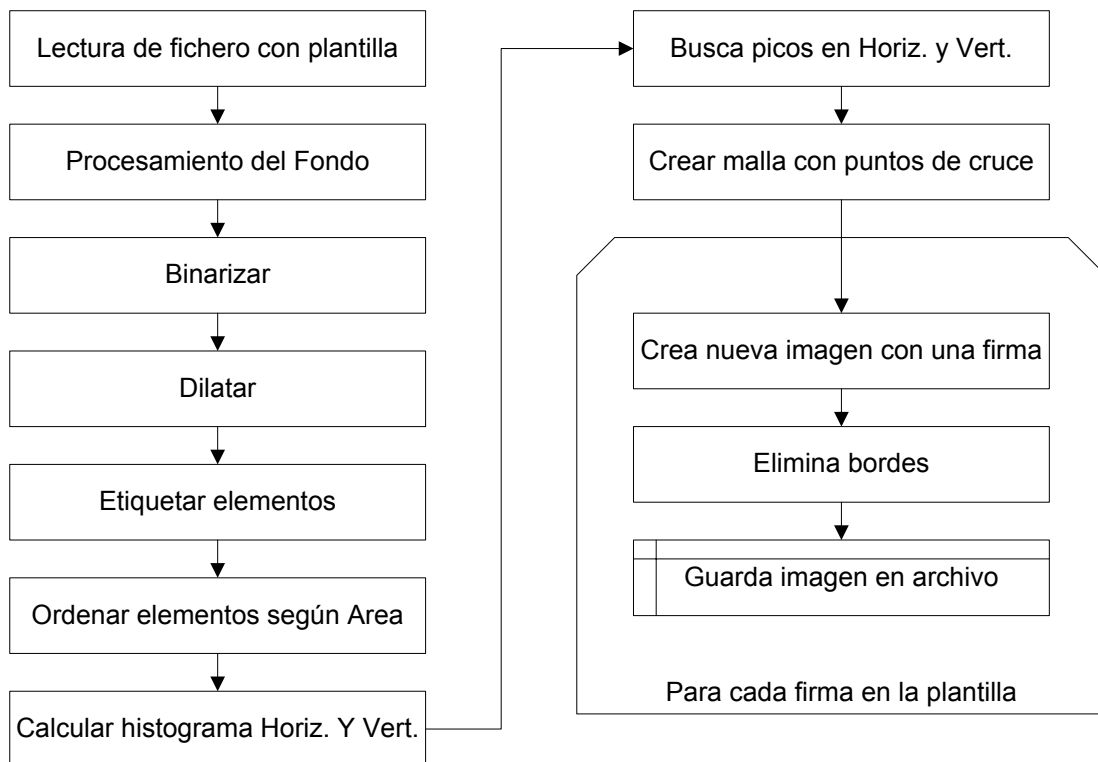 Lectura de fichero con plantilla
Procesamiento del Fondo
Binarizar
Dilatar
Etiquetar elementos
Ordenar elementos según Area
Calcular histograma Horiz. Y Vert.
Busca picos en Horiz. y Vert.
Crear malla con puntos de cruce
Crea nueva imagen con una firma
Elimina bordes
Guarda imagen en archivo
Para cada firma en la plantilla